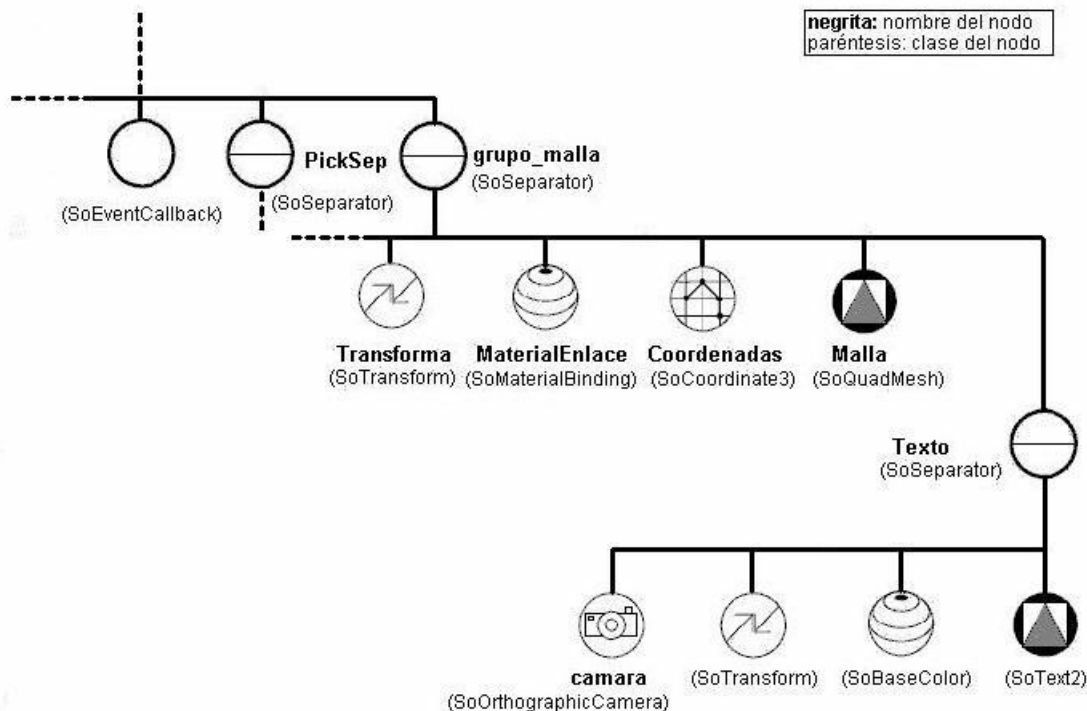 negrita: nombre del nodo
paréntesis: clase del nodo
PickSep
grupo_malla
(SoSeparator)
(SoEventCallback)
(SoSeparator)
Transforma
(SoTransform)
MaterialEnlace
(SoMaterialBinding)
Coordenadas
(SoCoordinate3)
Malla
(SoQuadMesh)
Texto
(SoSeparator)
camara
(SoOrthographicCamera)
(SoTransform)
(SoBaseColor)
(SoText2)